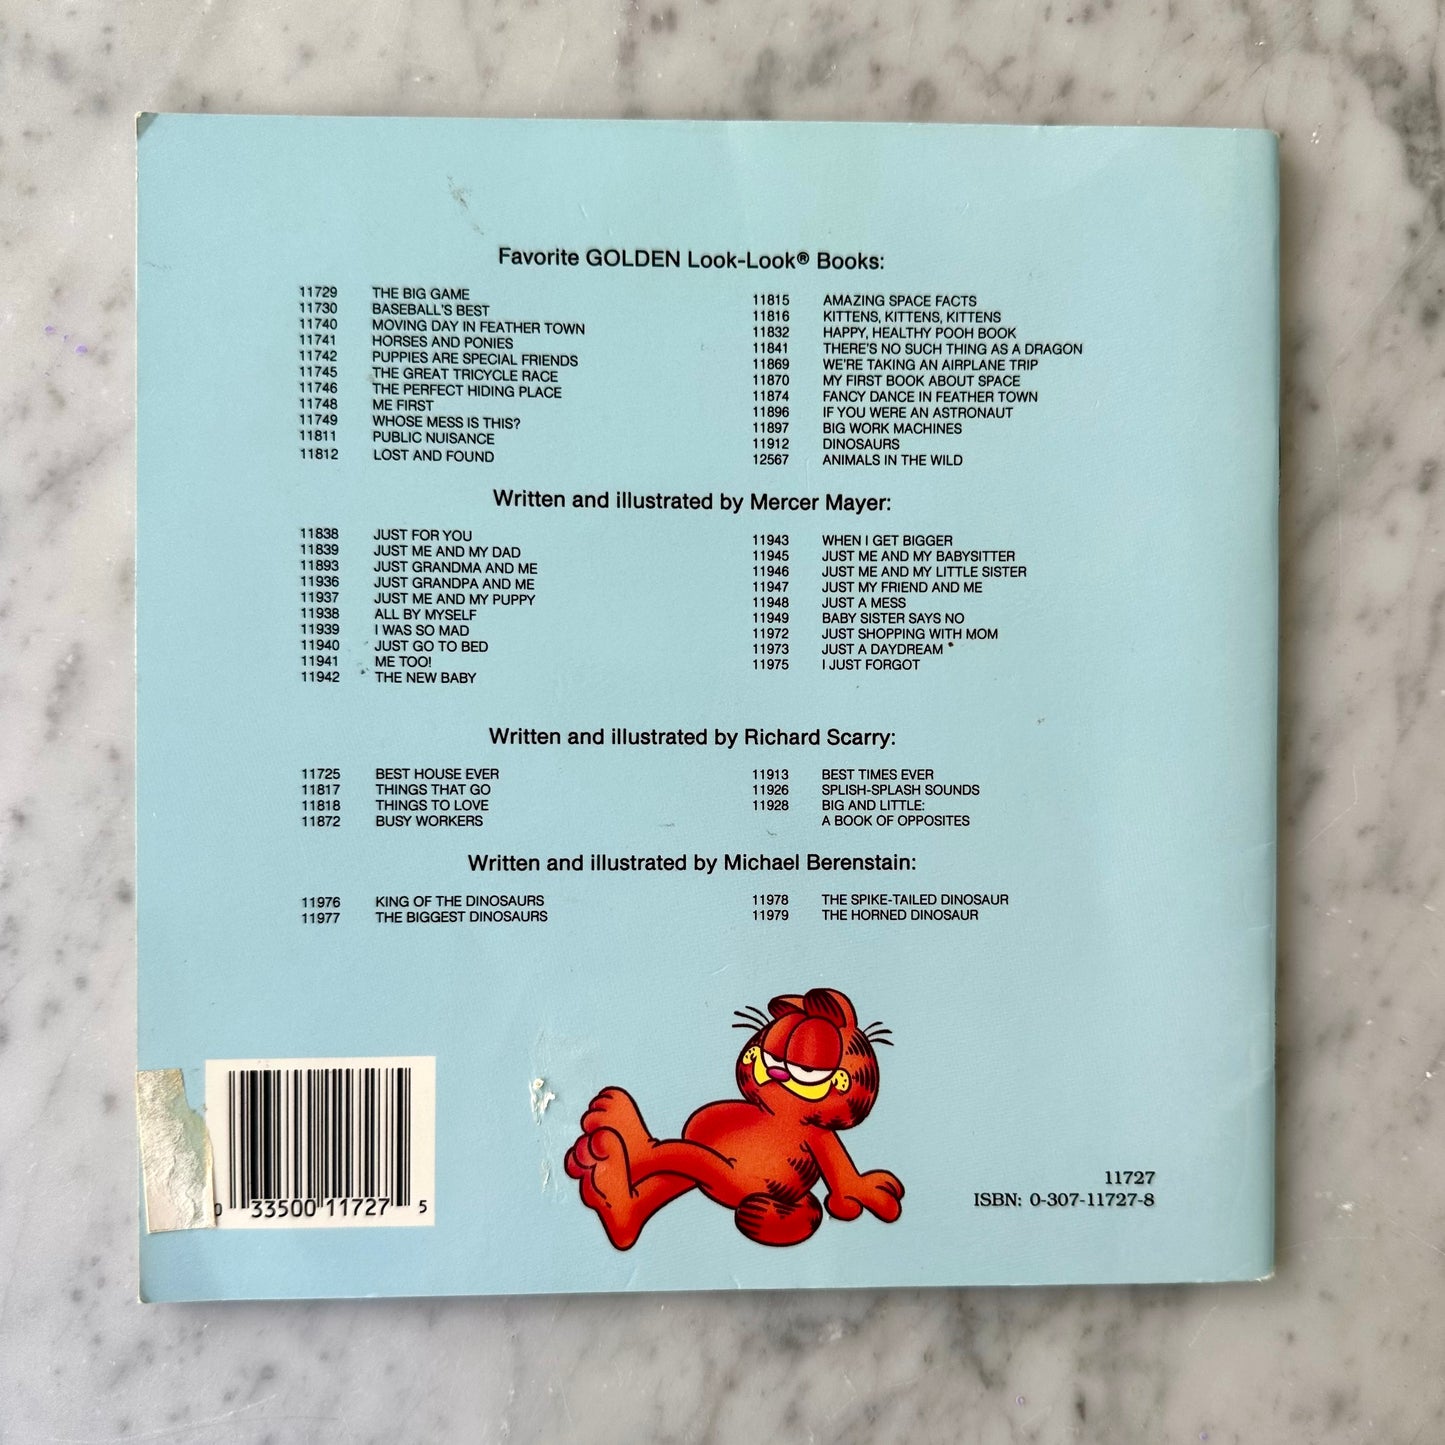 Favorite GOLDEN Look-Look® Books:
11729 THE BIG GAME
11730 BASEBALL'S BEST
11740 MOVING DAY IN FEATHER TOWN
11741 HORSES AND PONIES
11742 PUPPIES ARE SPECIAL FRIENDS
11745 THE GREAT TRICYCLE RACE
11746 THE PERFECT HIDING PLACE
11748 ME FIRST
11749 WHOSE MESS IS THIS?
11811 PUBLIC NUISANCE
11812 LOST AND FOUND
11815 AMAZING SPACE FACTS
11816 KITTENS, KITTENS, KITTENS
11832 HAPPY, HEALTHY POOH BOOK
11841 THERE'S NO SUCH THING AS A DRAGON
11869 WE'RE TAKING AN AIRPLANE TRIP
11870 MY FIRST BOOK ABOUT SPACE
11874 FANCY DANCE IN FEATHER TOWN
11896 IF YOU WERE AN ASTRONAUT
11897 BIG WORK MACHINES
11912 DINOSAURS
12567 ANIMALS IN THE WILD
Written and illustrated by Mercer Mayer:
11838 JUST FOR YOU
11839 JUST ME AND MY DAD
11893 JUST GRANDMA AND ME
11936 JUST GRANDPA AND ME
11937 JUST ME AND MY PUPPY
11938 ALL BY MYSELF
11939 I WAS SO MAD
11940 JUST GO TO BED
11941 ME TOO!
11942 THE NEW BABY
11943 WHEN I GET BIGGER
11945 JUST ME AND MY BABYSITTER
11946 JUST ME AND MY LITTLE SISTER
11947 JUST MY FRIEND AND ME
11948 JUST A MESS
11949 BABY SISTER SAYS NO
11972 JUST SHOPPING WITH MOM
11973 JUST A DAYDREAM
11975 I JUST FORGOT
Written and illustrated by Richard Scarry:
11725 BEST HOUSE EVER
11817 THINGS THAT GO
11818 THINGS TO LOVE
11872 BUSY WORKERS
11913 BEST TIMES EVER
11926 SPLISH-SPLASH SOUNDS
11928 BIG AND LITTLE:
A BOOK OF OPPOSITES
Written and illustrated by Michael Berenstain:
11976 KING OF THE DINOSAURS
11977 THE BIGGEST DINOSAURS
11978 THE SPIKE-TAILED DINOSAUR
11979 THE HORNED DINOSAUR
0 33500 11727 5
11727
ISBN: 0-307-11727-8